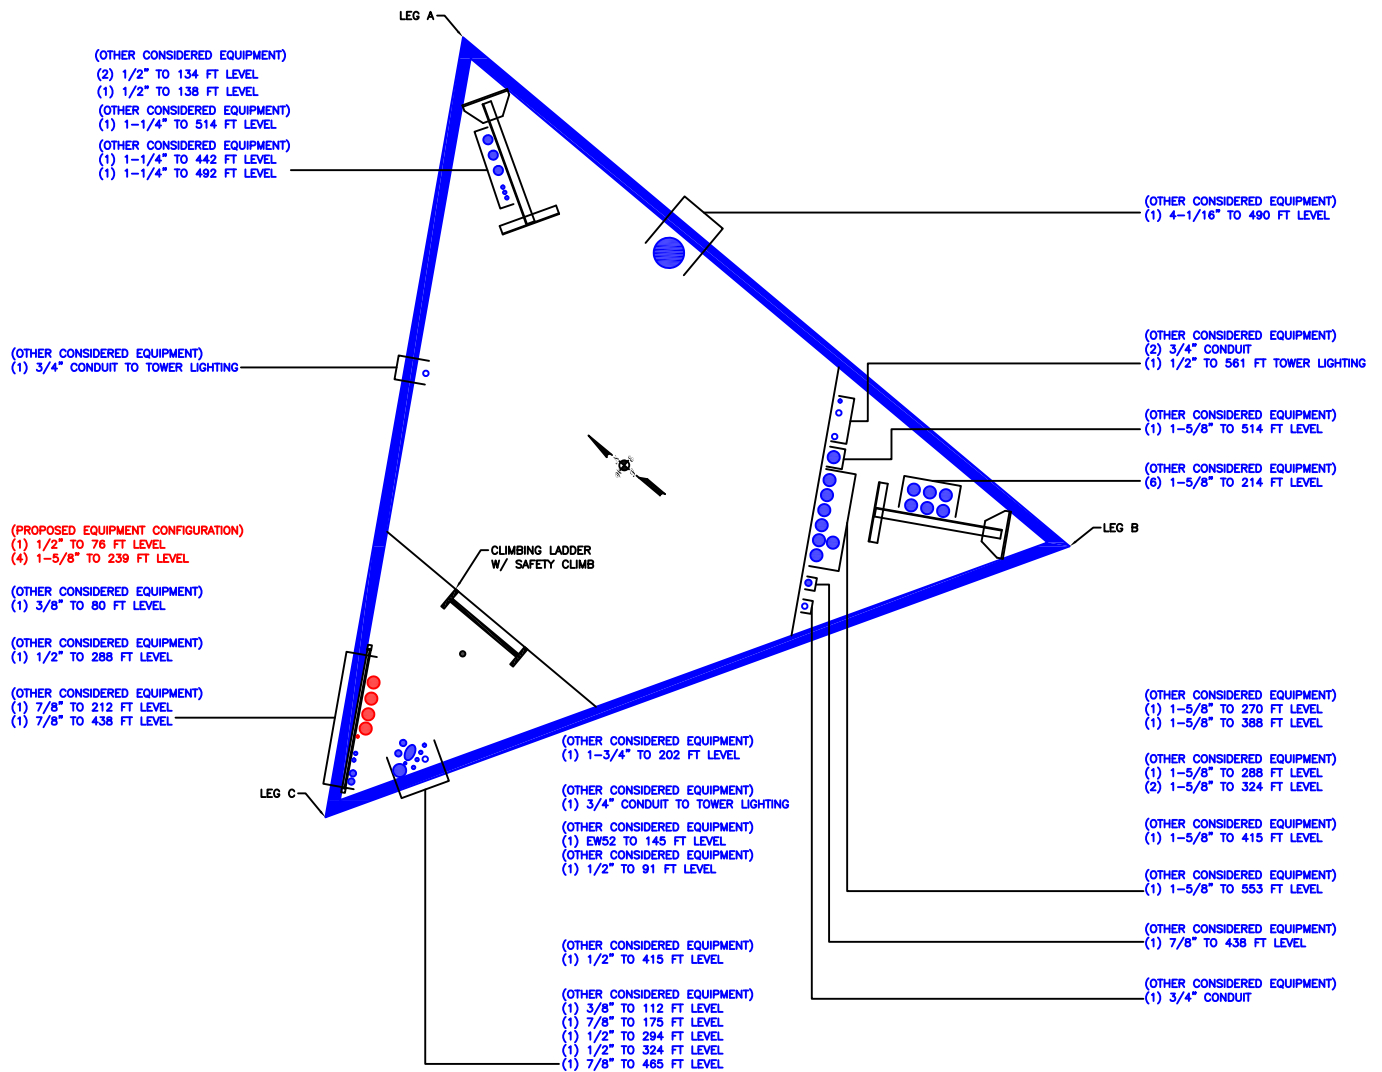 LEG A
(OTHER CONSIDERED EQUIPMENT)
(2) 1/2" TO 134 FT LEVEL
(1) 1/2" TO 138 FT LEVEL
(OTHER CONSIDERED EQUIPMENT)
(1) 1-1/4" TO 514 FT LEVEL
(OTHER CONSIDERED EQUIPMENT)
(1) 1-1/4" TO 442 FT LEVEL
(1) 1-1/4" TO 492 FT LEVEL
(OTHER CONSIDERED EQUIPMENT)
(1) 3/4" CONDUIT TO TOWER LIGHTING
(PROPOSED EQUIPMENT CONFIGURATION)
(1) 1/2" TO 76 FT LEVEL
(4) 1-5/8" TO 239 FT LEVEL
(OTHER CONSIDERED EQUIPMENT)
(1) 3/8" TO 80 FT LEVEL
(OTHER CONSIDERED EQUIPMENT)
(1) 1/2" TO 288 FT LEVEL
(OTHER CONSIDERED EQUIPMENT)
(1) 7/8" TO 212 FT LEVEL
(1) 7/8" TO 438 FT LEVEL
LEG C
CLIMBING LADDER
W/ SAFETY CLIMB
(OTHER CONSIDERED EQUIPMENT)
(1) 1-3/4" TO 202 FT LEVEL
(OTHER CONSIDERED EQUIPMENT)
(1) 3/4" CONDUIT TO TOWER LIGHTING
(OTHER CONSIDERED EQUIPMENT)
(1) EW52 TO 145 FT LEVEL
(OTHER CONSIDERED EQUIPMENT)
(1) 1/2" TO 91 FT LEVEL
(OTHER CONSIDERED EQUIPMENT)
(1) 1/2" TO 415 FT LEVEL
(OTHER CONSIDERED EQUIPMENT)
(1) 3/8" TO 112 FT LEVEL
(1) 7/8" TO 175 FT LEVEL
(1) 1/2" TO 294 FT LEVEL
(1) 1/2" TO 324 FT LEVEL
(1) 7/8" TO 465 FT LEVEL
(OTHER CONSIDERED EQUIPMENT)
(1) 4-1/16" TO 490 FT LEVEL
(OTHER CONSIDERED EQUIPMENT)
(2) 3/4" CONDUIT
(1) 1/2" TO 561 FT TOWER LIGHTING
(OTHER CONSIDERED EQUIPMENT)
(1) 1-5/8" TO 514 FT LEVEL
(OTHER CONSIDERED EQUIPMENT)
(6) 1-5/8" TO 214 FT LEVEL
LEG B
(OTHER CONSIDERED EQUIPMENT)
(1) 1-5/8" TO 270 FT LEVEL
(1) 1-5/8" TO 388 FT LEVEL
(OTHER CONSIDERED EQUIPMENT)
(1) 1-5/8" TO 288 FT LEVEL
(2) 1-5/8" TO 324 FT LEVEL
(OTHER CONSIDERED EQUIPMENT)
(1) 1-5/8" TO 415 FT LEVEL
(OTHER CONSIDERED EQUIPMENT)
(1) 1-5/8" TO 553 FT LEVEL
(OTHER CONSIDERED EQUIPMENT)
(1) 7/8" TO 438 FT LEVEL
(OTHER CONSIDERED EQUIPMENT)
(1) 3/4" CONDUIT